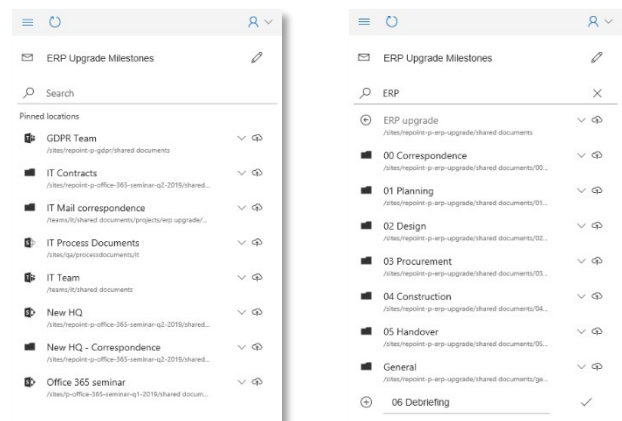 ERP Upgrade Milestones
Search
Pinned locations
GDPR Team
/sites/repoint-p-gdpr/shared documents
IT Contracts
/sites/repoint-p-office-365-seminar-q2-2019/shared...
IT Mail correspondence
/teams/it/shared documents/projects/erp upgrade/...
IT Process Documents
/sites/qa/processdocuments/it
IT Team
/teams/it/shared documents
New HQ
/sites/repoint-p-office-365-seminar-q2-2019/shared...
New HQ - Correspondence
/sites/repoint-p-office-365-seminar-q2-2019/shared...
Office 365 seminar
/sites/p-office-365-seminar-q1-2019/shared docum...
ERP Upgrade Milestones
ERP
ERP upgrade
/sites/repoint-p-erp-upgrade/shared documents
00 Correspondence
/sites/repoint-p-erp-upgrade/shared documents/00...
01 Planning
/sites/repoint-p-erp-upgrade/shared documents/01...
02 Design
/sites/repoint-p-erp-upgrade/shared documents/02...
03 Procurement
/sites/repoint-p-erp-upgrade/shared documents/03...
04 Construction
/sites/repoint-p-erp-upgrade/shared documents/04...
05 Handover
/sites/repoint-p-erp-upgrade/shared documents/05...
General
/sites/repoint-p-erp-upgrade/shared documents/ge...
06 Debriefing